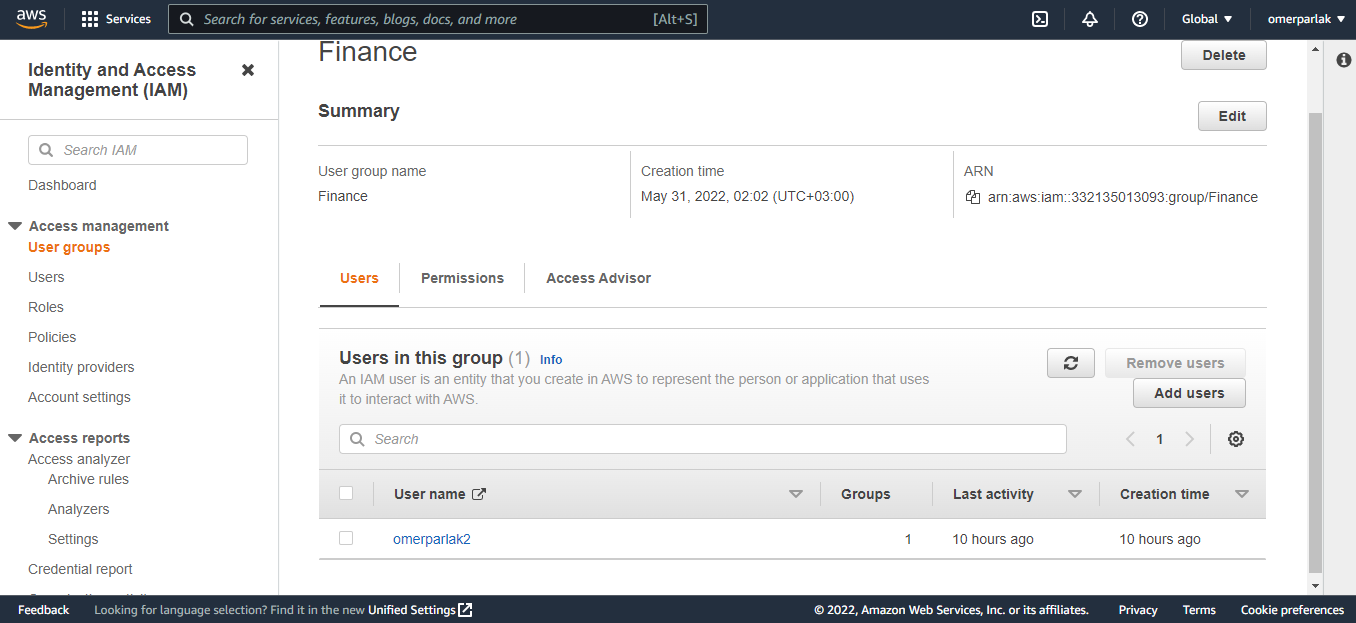 aws
Services
Search for services, features, blogs, docs, and more
[Alt+S]
Global
omerparlak
Identity and Access
Management (IAM)
Search IAM
Dashboard
Access management
User groups
Users
Roles
Policies
Identity providers
Account settings
Access reports
Access analyzer
Archive rules
Analyzers
Settings
Credential report
Finance
Delete
Summary
Edit
User group name
Finance
Creation time
May 31, 2022, 02:02 (UTC+03:00)
ARN
arn:aws:iam::332135013093:group/Finance
Users
Permissions
Access Advisor
Users in this group (1) Info
An IAM user is an entity that you create in AWS to represent the person or application that uses
it to interact with AWS.
Remove users
Add users
Search
1
User name
Groups
Last activity
Creation time
omerparlak2
1
10 hours ago
10 hours ago
Feedback
Looking for language selection? Find it in the new Unified Settings
© 2022, Amazon Web Services, Inc. or its affiliates.
Privacy
Terms
Cookie preferences